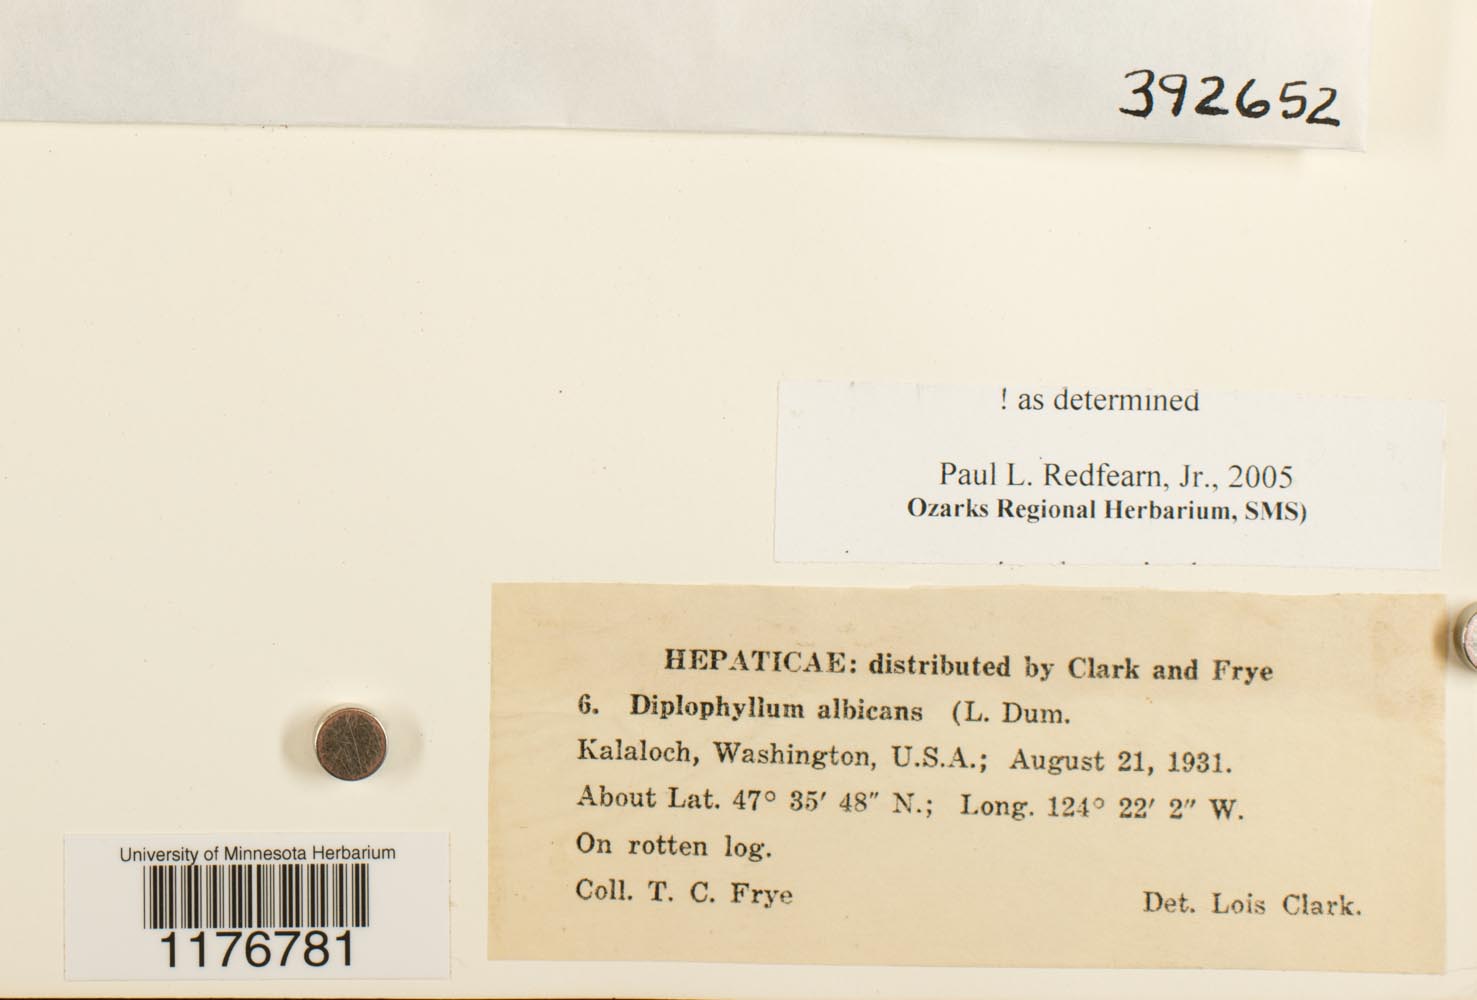 392652
! as determined
Paul L. Redfearn, Jr., 2005
Ozarks Regional Herbarium, SMS)
HEPATICAE: distributed by Clark and Frye
6. Diplophyllum albicans (L. Dum.
Kalaloch, Washington, U.S.A.; August 21, 1931.
About Lat. 47° 35′ 48″ N.; Long. 124° 22′ 2″ W.
On rotten log.
Coll. T. C. Frye Det. Lois Clark.
University of Minnesota Herbarium
1176781